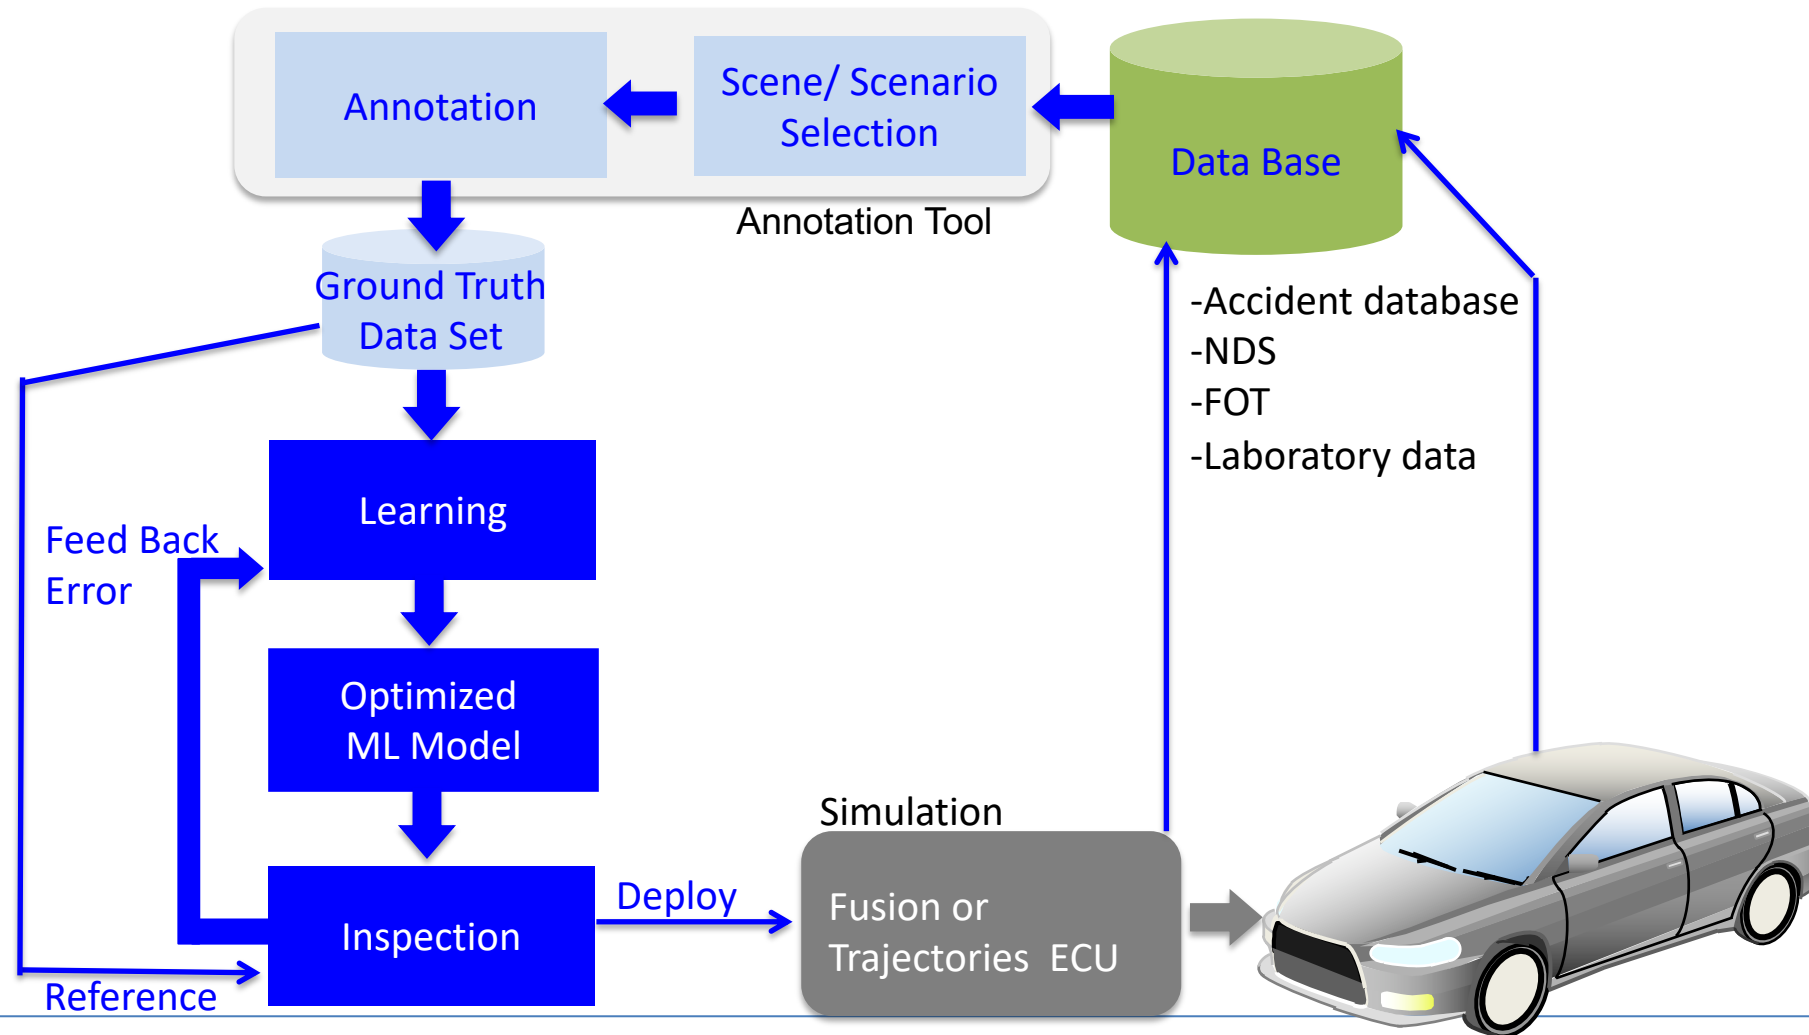 Annotation
Scene/ Scenario
Selection
Data Base
Annotation Tool
Ground Truth
Data Set
-Accident database
-NDS
-FOT
-Laboratory data
Learning
Feed Back
Error
Optimized
ML Model
Simulation
Inspection
Deploy
Fusion or
Trajectories ECU
Reference